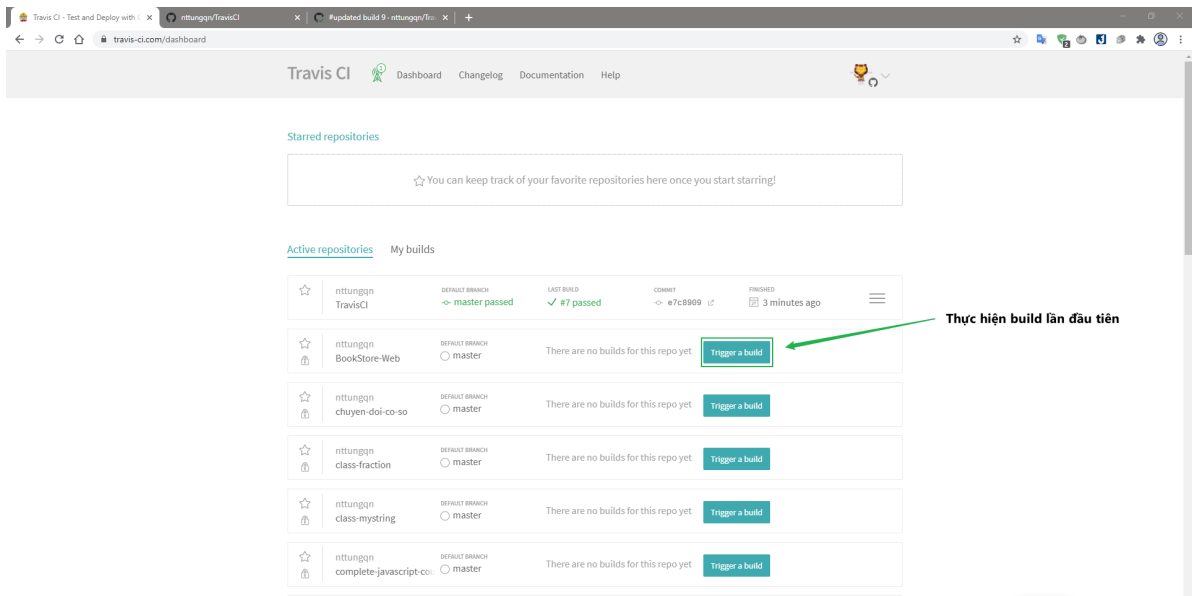 Travis CI - Test and Deploy with
nttungqn/TravisCI
#updated build 9 · nttungqn/Tra
travis-ci.com/dashboard
2
Travis CI
1
Dashboard
Changelog
Documentation
Help
Starred repositories
You can keep track of your favorite repositories here once you start starring!
Active repositories
My builds
nttungqn
TravisCI
DEFAULT BRANCH
master passed
LAST BUILD
#7 passed
COMMIT
e7c8909
FINISHED
3 minutes ago
Thực hiện build lần đầu tiên
nttungqn
BookStore-Web
DEFAULT BRANCH
master
There are no builds for this repo yet
Trigger a build
nttungqn
chuyen-doi-co-so
DEFAULT BRANCH
master
There are no builds for this repo yet
Trigger a build
nttungqn
class-fraction
DEFAULT BRANCH
master
There are no builds for this repo yet
Trigger a build
nttungqn
class-mystring
DEFAULT BRANCH
master
There are no builds for this repo yet
Trigger a build
nttungqn
complete-javascript-cou
DEFAULT BRANCH
master
There are no builds for this repo yet
Trigger a build